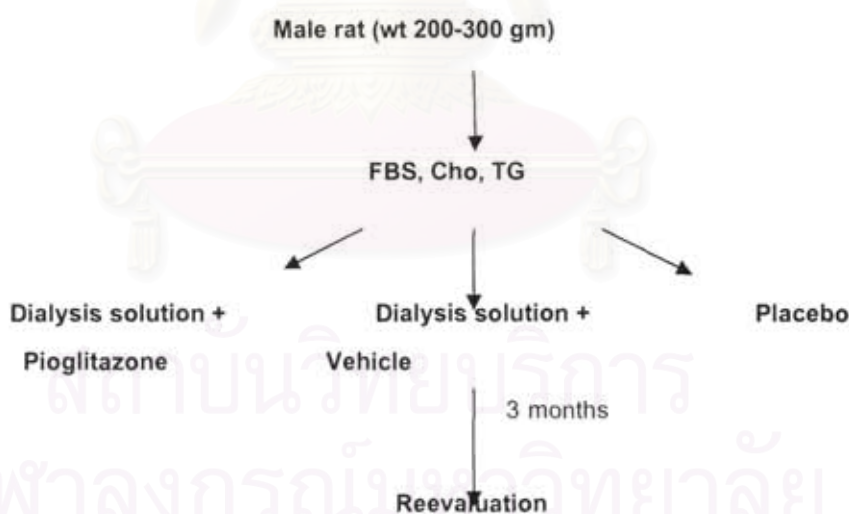 Male rat (wt 200-300 gm)
FBS, Cho, TG
Dialysis solution + Dialysis solution + Placebo
Pioglitazone Vehicle
3 months
สถาบันวิทยบริการ
Reevaluation
จุฬาลงกรณ์มหาวิทยาลัย